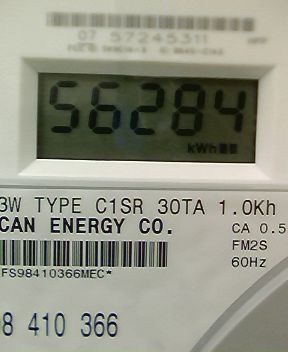 07 57245311
56284
kWh
3W TYPE C1SR 30TA 1.0Kh
CAN ENERGY CO.
CA 0.5
FM2S
60Hz
FS98410366MEC*
98 410 366